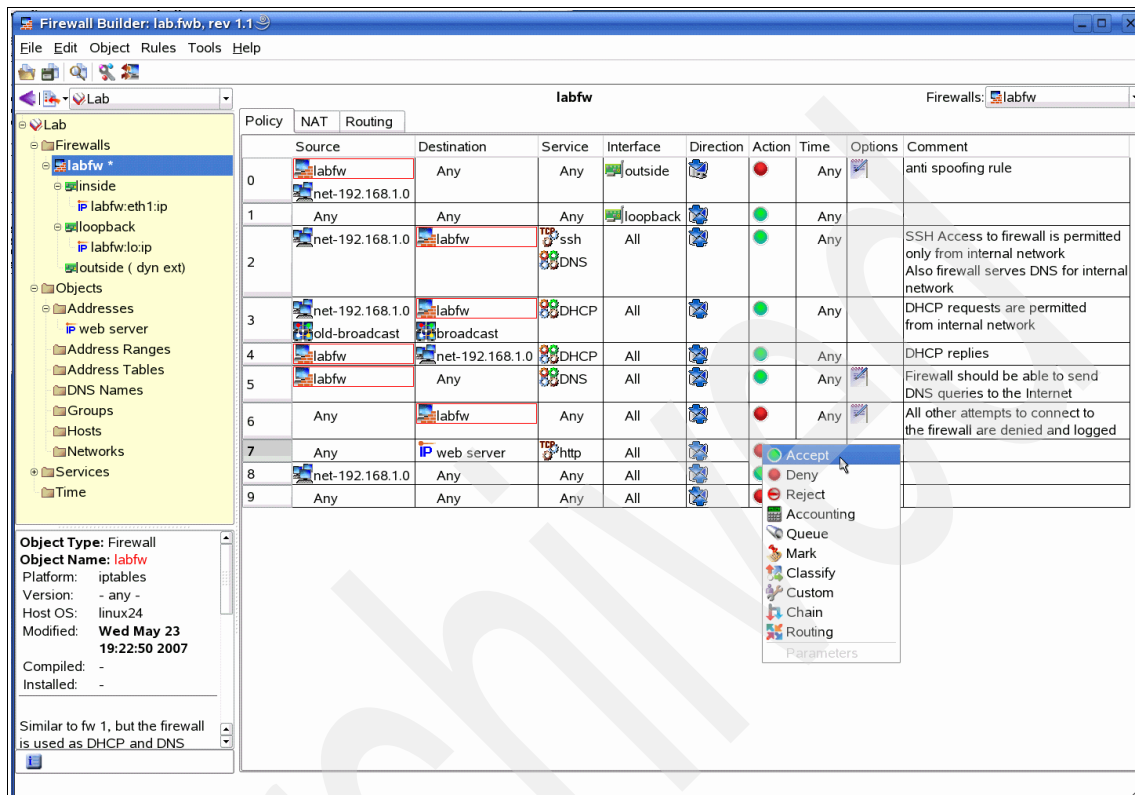 Firewall Builder: lab.fwb, rev 1.1
File Edit Object Rules Tools Help
Lab
labfw
Firewalls: labfw
Lab
Firewalls
labfw *
inside
labfw:eth1:ip
loopback
labfw:lo:ip
outside ( dyn ext)
Objects
Addresses
web server
Address Ranges
Address Tables
DNS Names
Groups
Hosts
Networks
Services
Time
Object Type: Firewall
Object Name: labfw
Platform: iptables
Version: - any -
Host OS: linux24
Modified: Wed May 23
19:22:50 2007
Compiled: -
Installed: -
Similar to fw 1, but the firewall
is used as DHCP and DNS
Policy NAT Routing
Source Destination Service Interface Direction Action Time Options Comment
0 labfw Any Any outside Any anti spoofing rule
net-192.168.1.0
1 Any Any Any loopback Any
2 net-192.168.1.0 labfw TCP ssh All Any SSH Access to firewall is permitted
DNS only from internal network
Also firewall serves DNS for internal
network
3 net-192.168.1.0 labfw DHCP All Any DHCP requests are permitted
old-broadcast broadcast from internal network
4 labfw net-192.168.1.0 DHCP All Any DHCP replies
5 labfw Any DNS All Any Firewall should be able to send
DNS queries to the Internet
6 Any labfw Any All Any All other attempts to connect to
the firewall are denied and logged
7 Any IP web server TCP http All
8 net-192.168.1.0 Any Any All
9 Any Any Any All
Accept
Deny
Reject
Accounting
Queue
Mark
Classify
Custom
Chain
Routing
Parameters